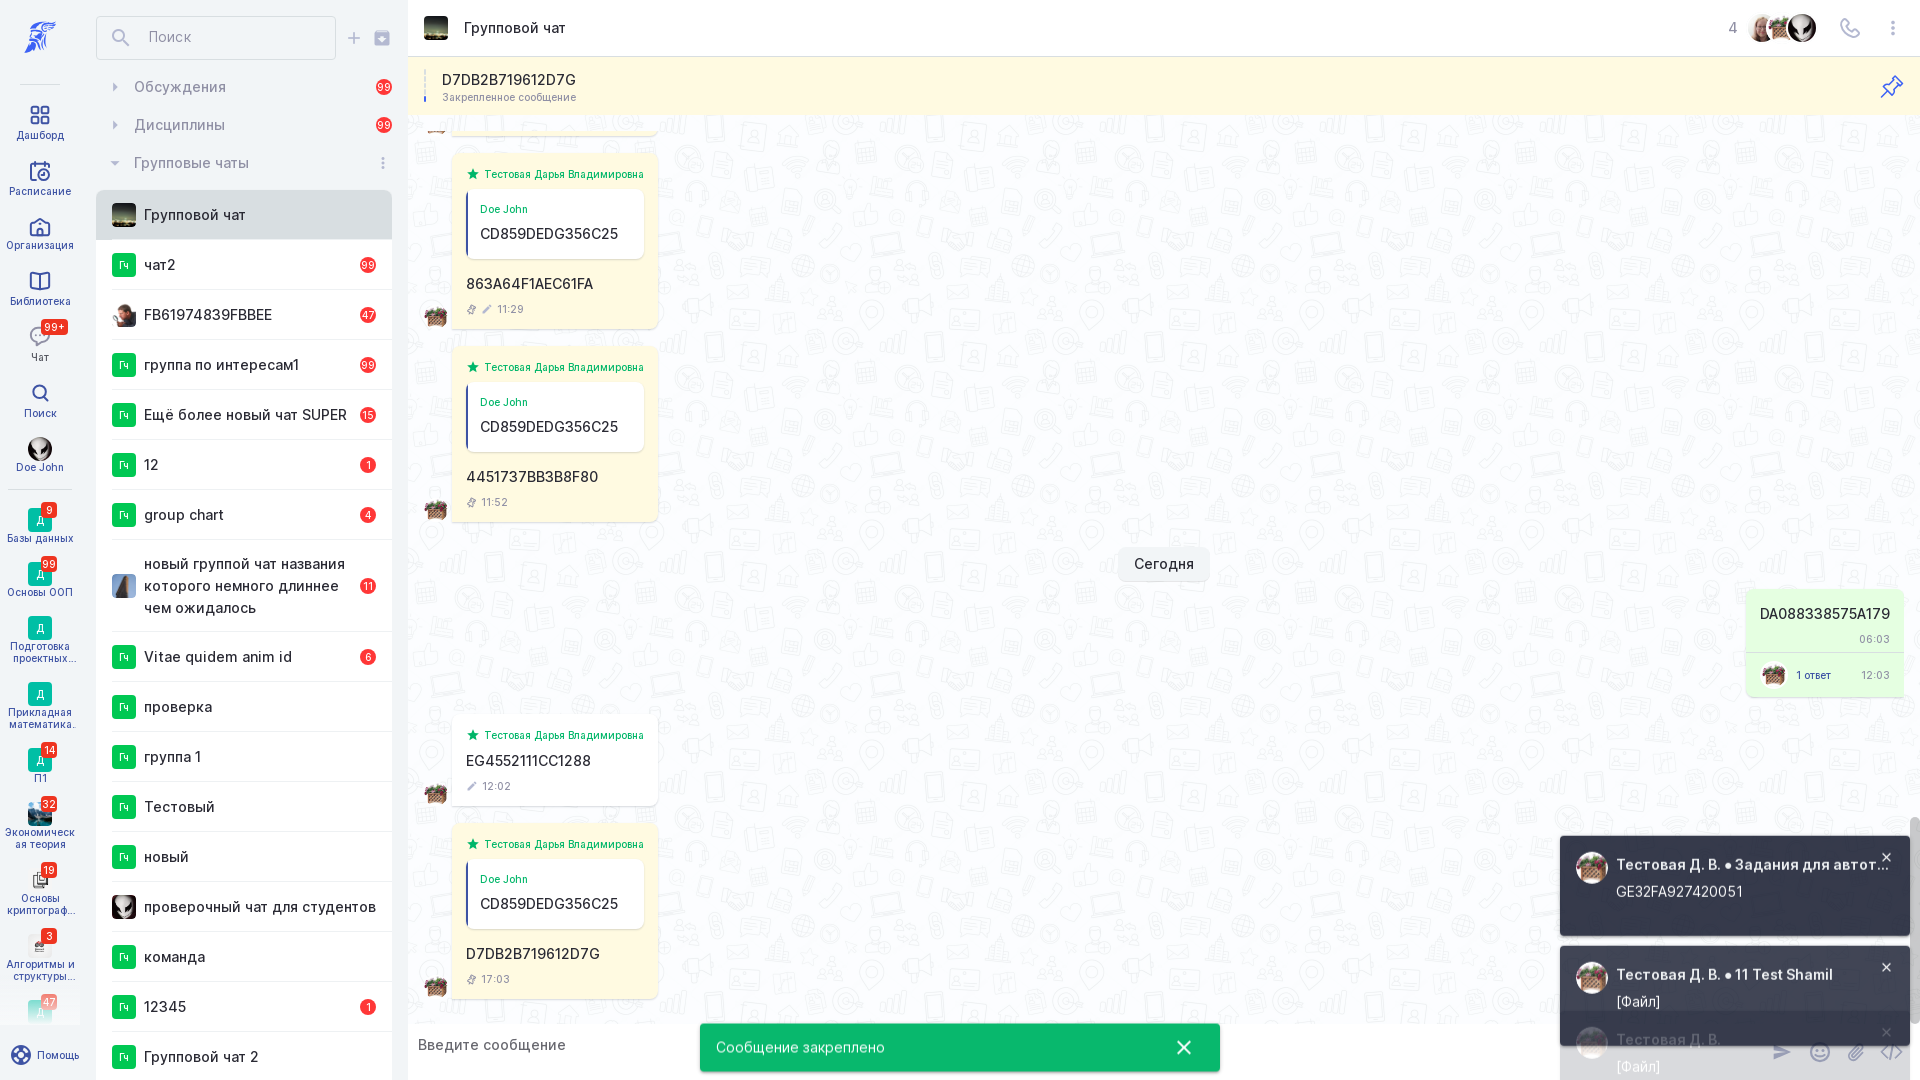 Дашборд
Расписание
Организация
Библиотека
99+
Чат
Поиск
Doe John
9
Д
Базы данных
99
Д
Основы ООП
Д
Подготовка
проектных...
Д
Прикладная
математика.
14
Д
П1
32
Экономическ
ая теория
19
Основы
криптограф...
3
Алгоритмы и
структуры...
47
Д
Помощь
Поиск
Обсуждения
99
Дисциплины
99
Групповые чаты
Групповой чат
Гч чат2 99
FB61974839FBBEE 47
Гч группа по интересам1 99
Гч Ещё более новый чат SUPER 15
Гч 12 1
Гч group chart 4
новый группой чат названия
которого немного длиннее
чем ожидалось
11
Гч Vitae quidem anim id 6
Гч проверка
Гч группа 1
Гч Тестовый
Гч новый
проверочный чат для студентов
Гч команда
Гч 12345 1
Гч Групповой чат 2
Групповой чат
4
D7DB2B719612D7G
Закрепленное сообщение
Тестовая Дарья Владимировна
Doe John
CD859DEDG356C25
863A64F1AEC61FA
11:29
Тестовая Дарья Владимировна
Doe John
CD859DEDG356C25
4451737BB3B8F80
11:52
Сегодня
DA088338575A179
06:03
1 ответ 12:03
Тестовая Дарья Владимировна
EG4552111CC1288
12:02
Тестовая Дарья Владимировна
Doe John
CD859DEDG356C25
D7DB2B719612D7G
17:03
Введите сообщение
Сообщение закреплено
Тестовая Д. В. ● Задания для автот...
GE32FA927420051
Тестовая Д. В. ● 11 Test Shamil
[Файл]
Тестовая Д. В.
[Файл]